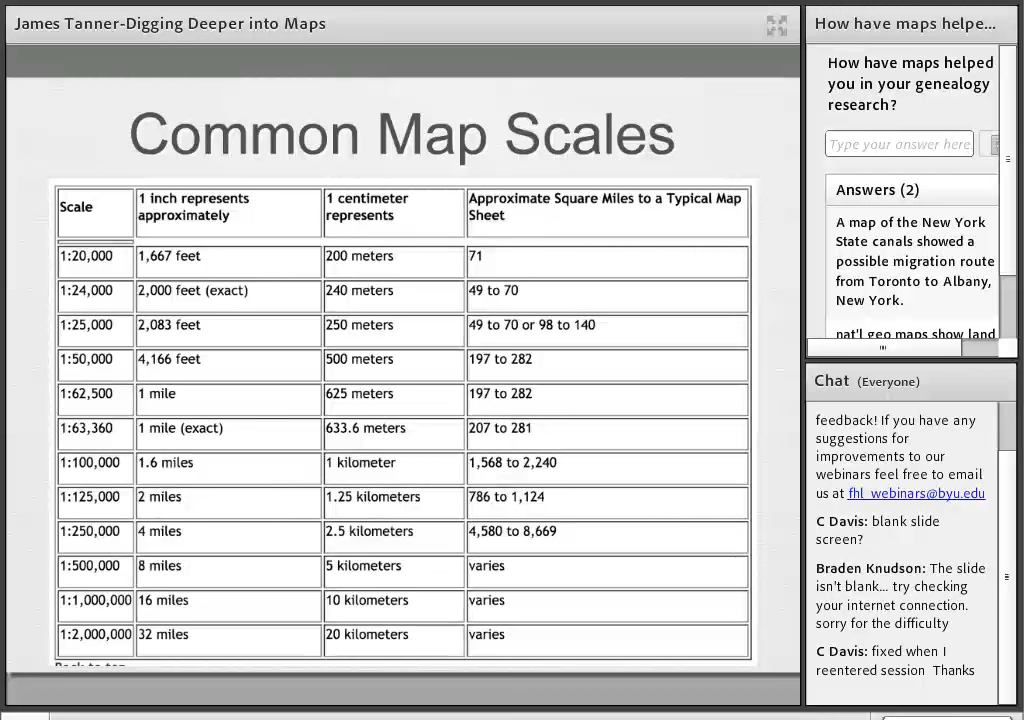 James Tanner-Digging Deeper into Maps
Common Map Scales
Scale | 1 inch represents approximately | 1 centimeter represents | Approximate Square Miles to a Typical Map Sheet
1:20,000 | 1,667 feet | 200 meters | 71
1:24,000 | 2,000 feet (exact) | 240 meters | 49 to 70
1:25,000 | 2,083 feet | 250 meters | 49 to 70 or 98 to 140
1:50,000 | 4,166 feet | 500 meters | 197 to 282
1:62,500 | 1 mile | 625 meters | 197 to 282
1:63,360 | 1 mile (exact) | 633.6 meters | 207 to 281
1:100,000 | 1.6 miles | 1 kilometer | 1,568 to 2,240
1:125,000 | 2 miles | 1.25 kilometers | 786 to 1,124
1:250,000 | 4 miles | 2.5 kilometers | 4,580 to 8,669
1:500,000 | 8 miles | 5 kilometers | varies
1:1,000,000 | 16 miles | 10 kilometers | varies
1:2,000,000 | 32 miles | 20 kilometers | varies
Back to top
How have maps helpe...
How have maps helped
you in your genealogy
research?
Type your answer here.
Answers (2)
A map of the New York
State canals showed a
possible migration route
from Toronto to Albany,
New York.
nat'l geo maps show land
Chat (Everyone)
feedback! If you have any
suggestions for
improvements to our
webinars feel free to email
us at fhl_webinars@byu.edu
C Davis: blank slide
screen?
Braden Knudson: The slide
isn't blank... try checking
your internet connection.
sorry for the difficulty
C Davis: fixed when I
reentered session Thanks